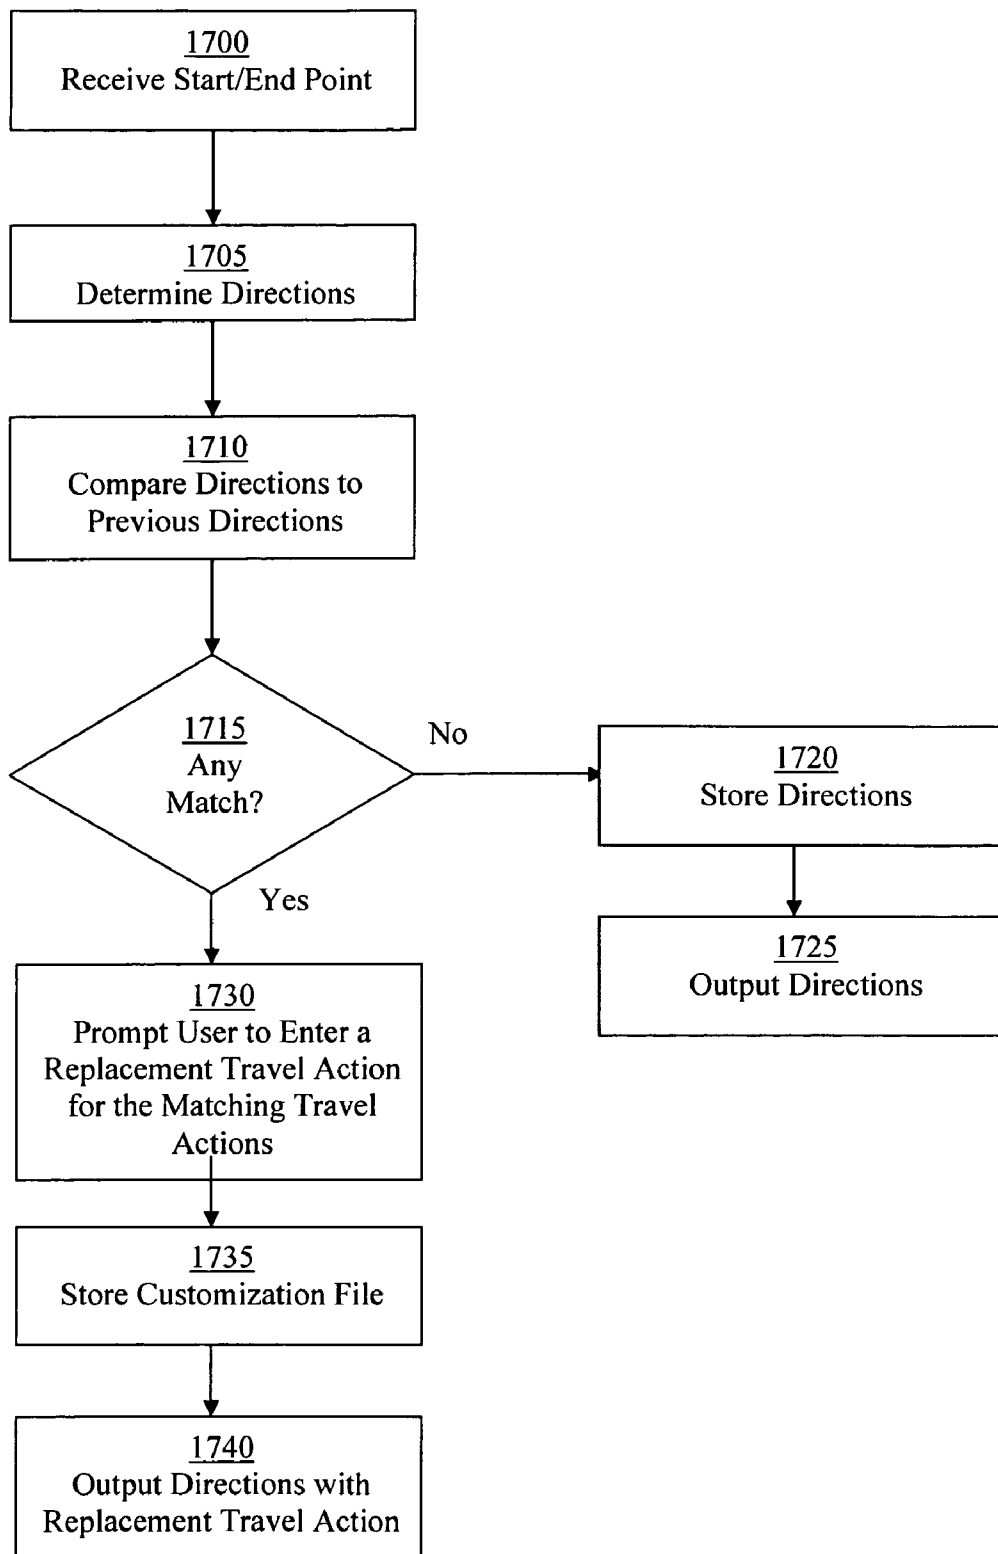 1700
Receive Start/End Point
1705
Determine Directions
1710
Compare Directions to
Previous Directions
1715
Any
Match?
No
1720
Store Directions
1725
Output Directions
Yes
1730
Prompt User to Enter a
Replacement Travel Action
for the Matching Travel
Actions
1735
Store Customization File
1740
Output Directions with
Replacement Travel Action